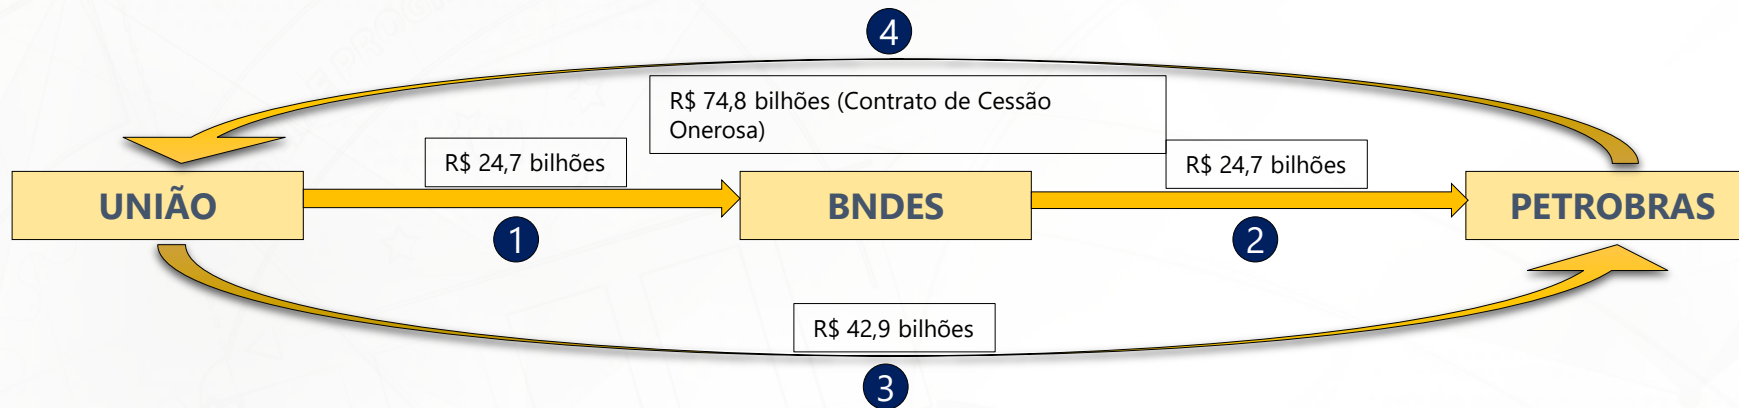 4
R$ 74,8 bilhões (Contrato de Cessão
Onerosa)
R$ 24,7 bilhões
R$ 24,7 bilhões
UNIÃO
BNDES
PETROBRAS
1
2
R$ 42,9 bilhões
3